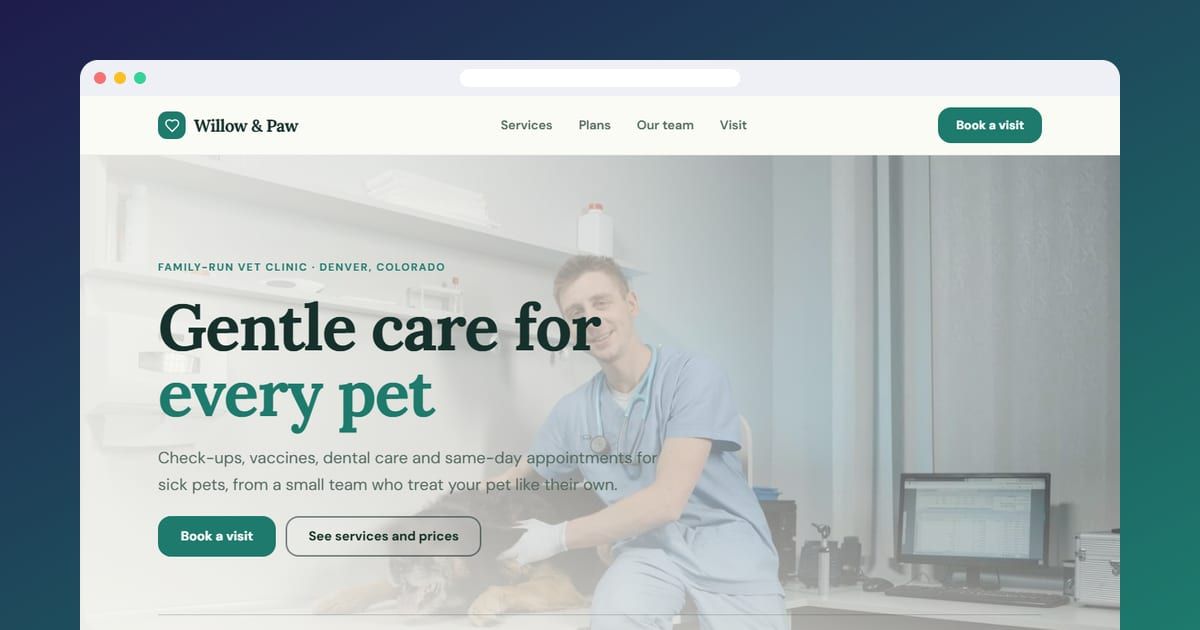 Willow & Paw
Services
Plans
Our team
Visit
Book a visit
FAMILY-RUN VET CLINIC · DENVER, COLORADO
Gentle care for
every pet
Check-ups, vaccines, dental care and same-day appointments for
sick pets, from a small team who treat your pet like their own.
Book a visit
See services and prices